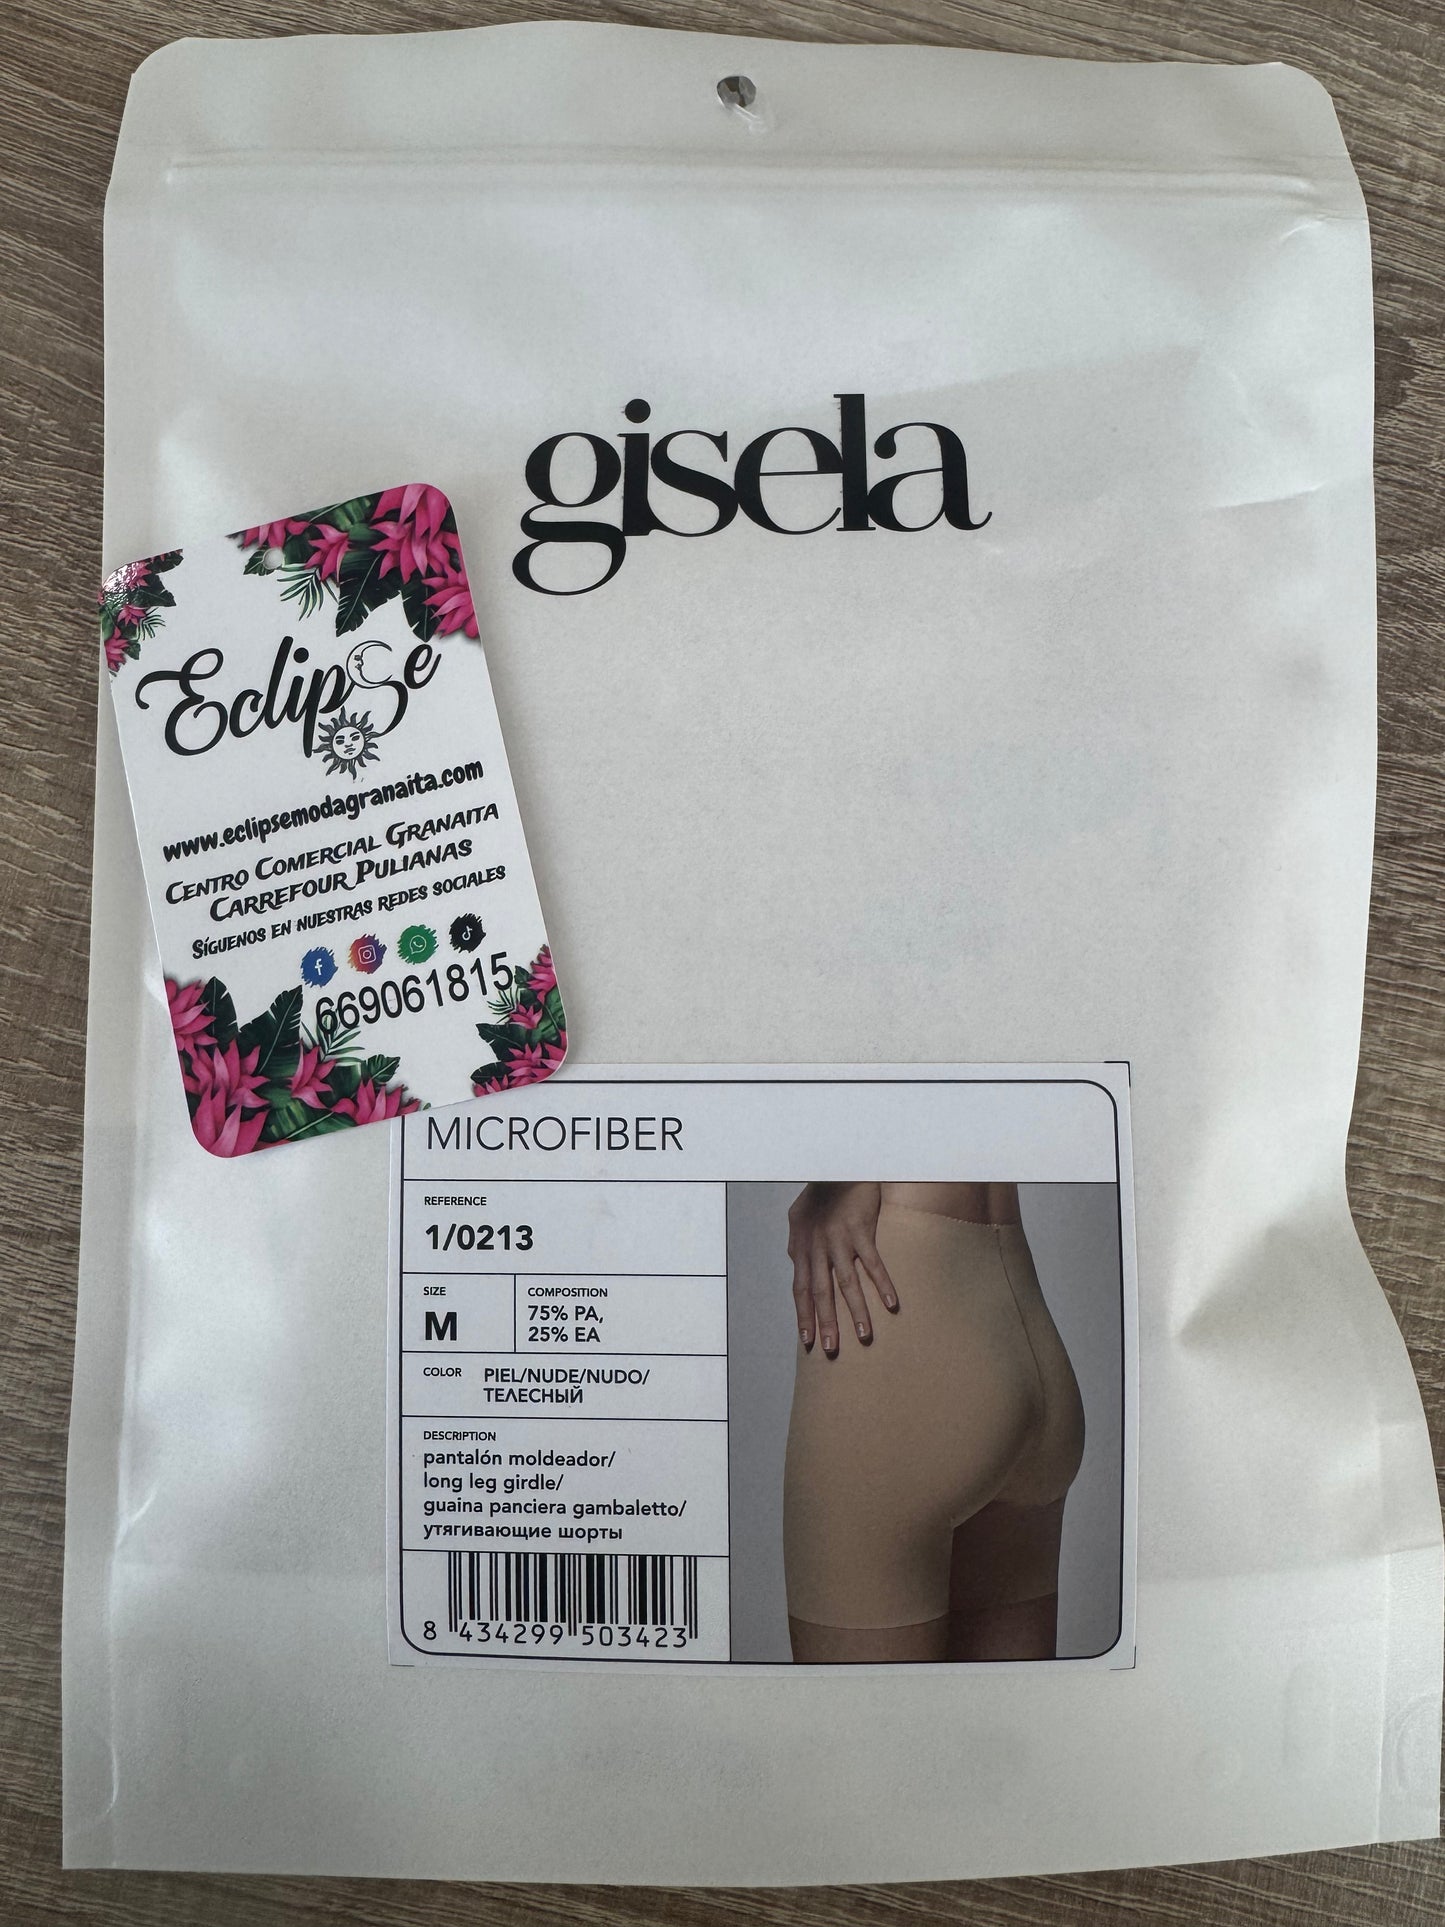 gisela
Eclipse
www.eclipsemodagranaita.com
CENTRO COMERCIAL GRANAITA
CARREFOUR PULIANAS
SÍGUENOS EN NUESTRAS REDES SOCIALES
669061815
MICROFIBER
REFERENCE
1/0213
SIZE
M
COMPOSITION
75% PA,
25% EA
COLOR PIEL/NUDE/NUDO/
ТЕЛЕСНЫЙ
DESCRIPTION
pantalón moldeador/
long leg girdle/
guaina panciera gambaletto/
утягивающие шорты
8 434299 503423